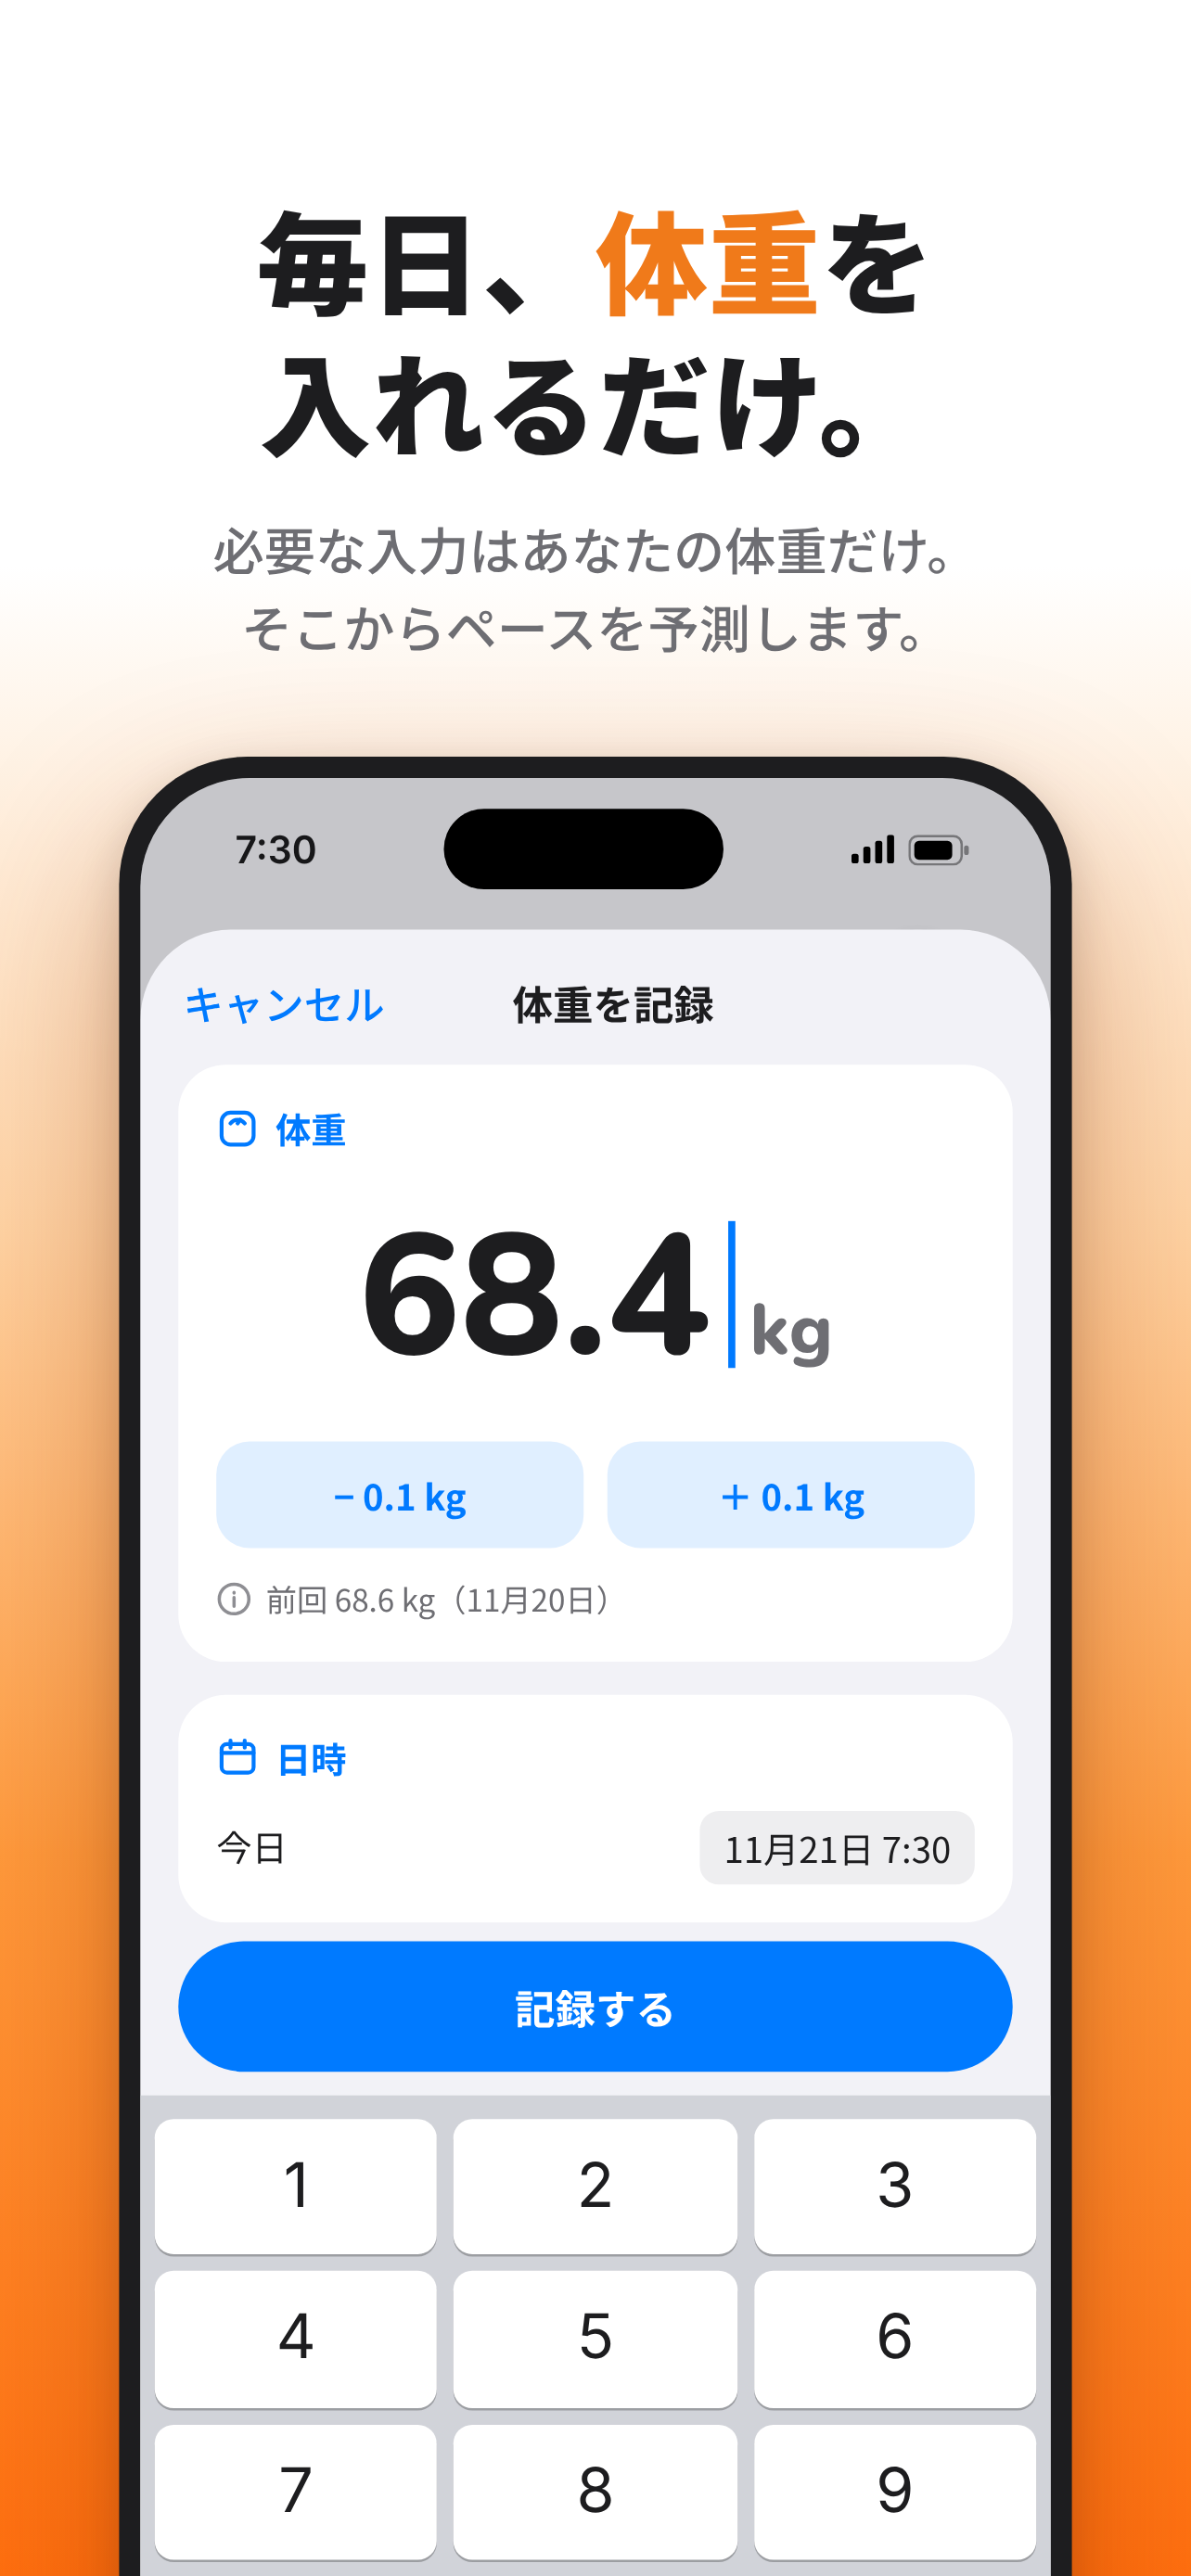 毎日、体重を
入れるだけ。
必要な入力はあなたの体重だけ。
そこからペースを予測します。
7:30
キャンセル 体重を記録
体重
68.4 kg
− 0.1 kg ＋ 0.1 kg
前回 68.6 kg（11月20日）
日時
今日 11月21日 7:30
記録する
1 2 3
4 5 6
7 8 9